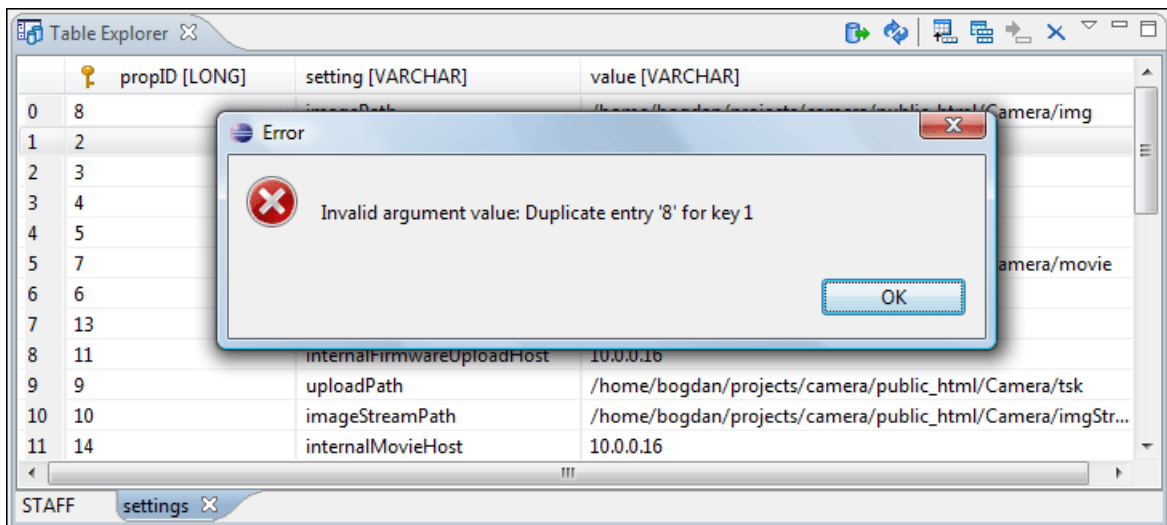 Table Explorer
propID [LONG] setting [VARCHAR] value [VARCHAR]
0 8 imagePath /home/bogdan/projects/camera/public_html/Camera/img
Error
1 2
2 3
3 4
Invalid argument value: Duplicate entry '8' for key 1
4 5
5 7 amera/movie
6 6
OK
7 13
8 11 internalFirmwareUploadHost 10.0.0.16
9 9 uploadPath /home/bogdan/projects/camera/public_html/Camera/tsk
10 10 imageStreamPath /home/bogdan/projects/camera/public_html/Camera/imgStr...
11 14 internalMovieHost 10.0.0.16
STAFF settings